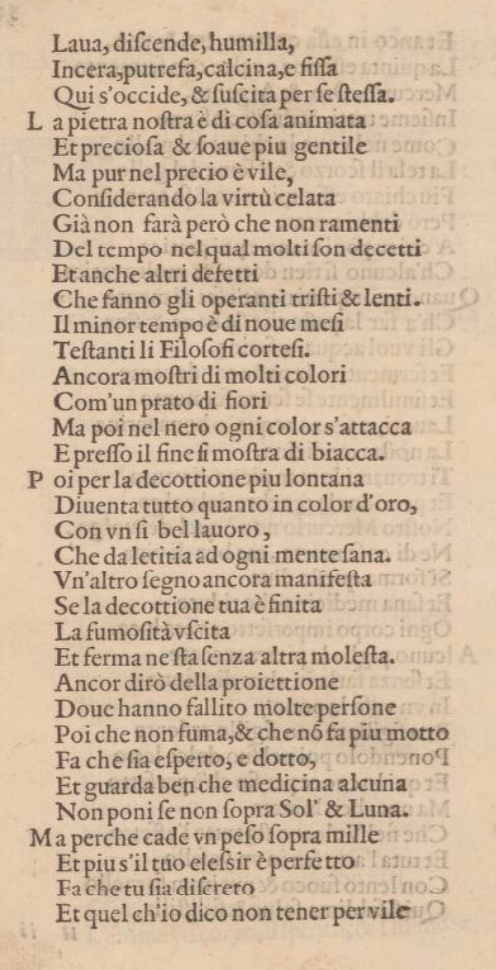 Laua, diſcende, humilla,
Incera,putrefa,calcina,e fiſſa
Qui s'occide, & ſuſcita per ſe ſteſſa.
L a pietra noſtra è di coſa animata
Et precioſa & ſoaue piu gentile
Ma pur nel precio è vile,
Conſiderando la virtù celata
Già non farà però che non ramenti
Del tempo nel qual molti ſon decetti
Et anche altri defetti
Che fanno gli operanti triſti & lenti.
Il minor tempo è di noue meſi
Teſtanti li Filoſofi corteſi.
Ancora moſtri di molti colori
Com'un prato di fiori
Ma poi nel nero ogni color s'attacca
E preſſo il fine ſi moſtra di biacca.
P oi per la decottione piu lontana
Diuenta tutto quanto in color d'oro,
Con vn ſi bel lauoro,
Che da letitia ad ogni mente ſana.
Vn'altro ſegno ancora manifeſta
Se la decottione tua è finita
La fumoſità vſcita
Et ferma ne ſta ſenza altra moleſta.
Ancor dirò della proiettione
Doue hanno fallito molte perſone
Poi che non fuma,& che nõ fa piu motto
Fa che ſia eſperto, e dotto,
Et guarda ben che medicina alcuna
Non poni ſe non ſopra Sol' & Luna.
M a perche cade vn peſo ſopra mille
Et piu s'il tuo eleſsir è perfetto
Fa che tu ſia diſcreto
Et quel ch'io dico non tener per vile